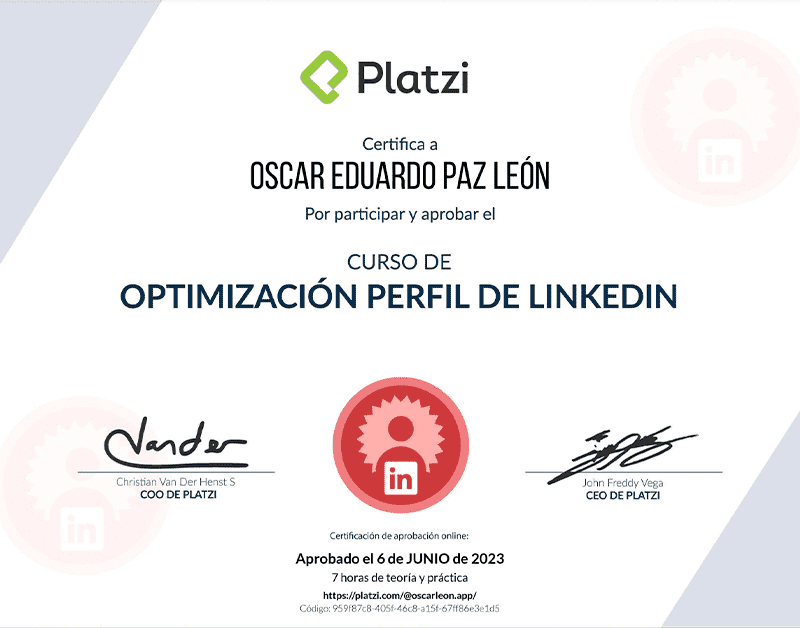 Platzi
Certifica a
OSCAR EDUARDO PAZ LEÓN
Por participar y aprobar el
CURSO DE
OPTIMIZACIÓN PERFIL DE LINKEDIN
in
in
Vander
Christian Van Der Henst S
COO DE PLATZI
in
John Freddy Vega
CEO DE PLATZI
Certificación de aprobación online:
Aprobado el 6 de JUNIO de 2023
7 horas de teoría y práctica
https://platzi.com/@oscarleon.app/
Código: 959f87c8-405f-46c8-a15f-67ff86e3e1d5